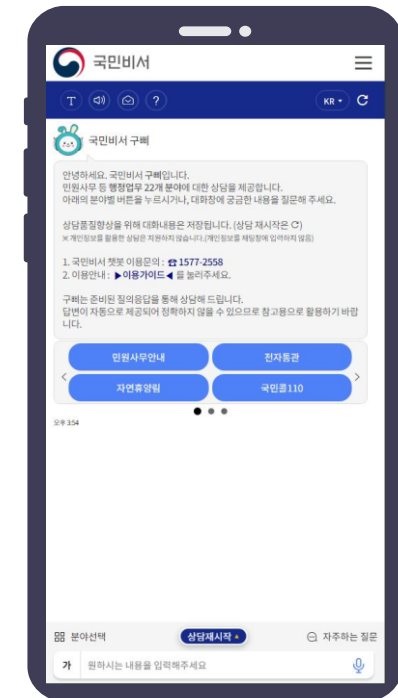 국민비서
T
?
KR
국민비서 구삐
안녕하세요. 국민비서 구삐입니다.
민원사무 등 행정업무 22개 분야에 대한 상담을 제공합니다.
아래의 분야별 버튼을 누르시거나, 대화창에 궁금한 내용을 질문해 주세요.
상담품질향상을 위해 대화내용은 저장됩니다. (상담 재시작은 C)
※개인정보를 활용한 상담은 지원하지 않습니다.(개인정보를 채팅창에 입력하지 않음)
1. 국민비서 챗봇 이용문의 : ☎ 1577-2558
2. 이용안내 : ▶이용가이드◀ 를 눌러주세요.
구삐는 준비된 질의응답을 통해 상담해 드립니다.
답변이 자동으로 제공되어 정확하지 않을 수 있으므로 참고용으로 활용하기 바랍
니다.
민원사무안내 전자통관
자연휴양림 국민콜110
오후 3:54
분야선택 상담재시작 자주하는 질문
가 원하시는 내용을 입력해주세요